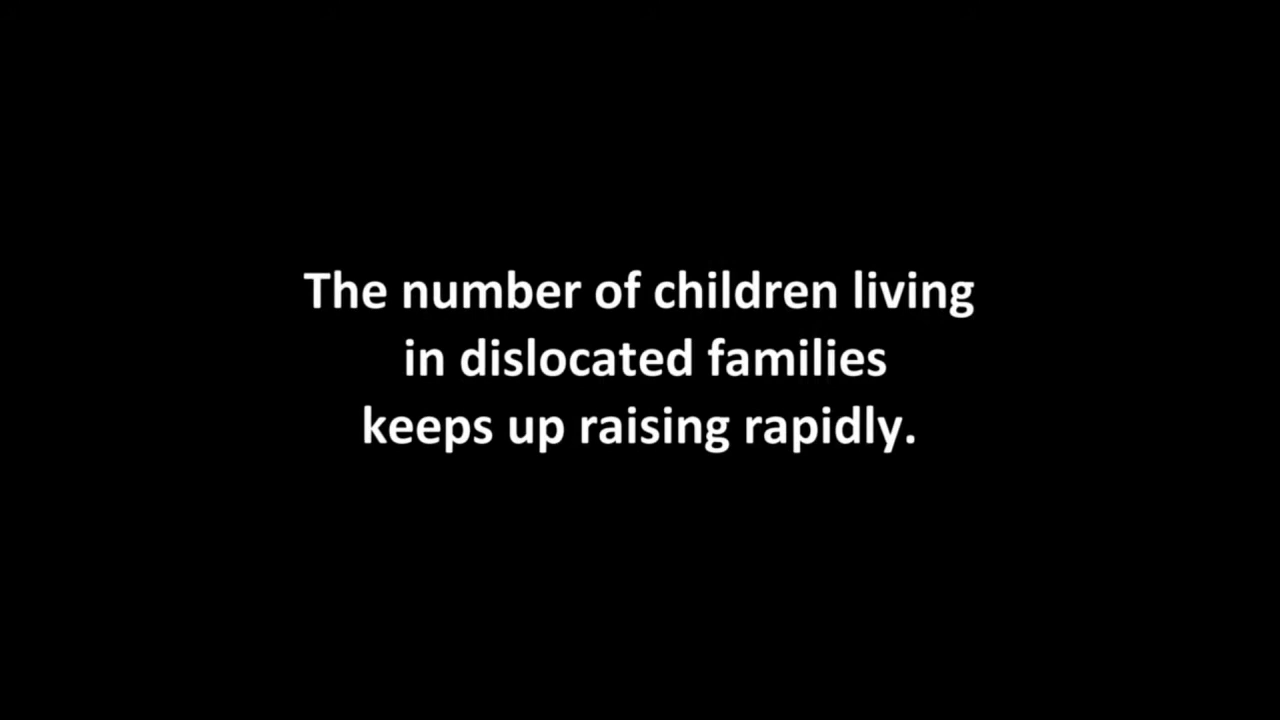 The number of children living
in dislocated families
keeps up raising rapidly.